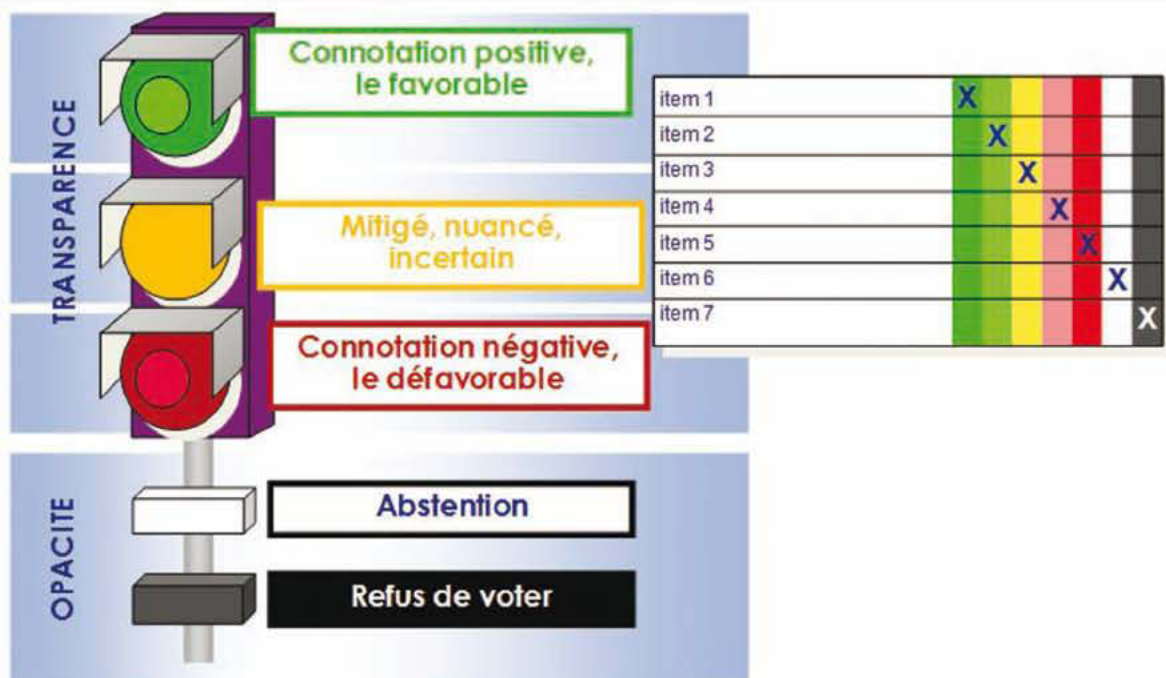 TRANSPARENCE
Connotation positive,
le favorable
Mitigé, nuancé,
incertain
Connotation négative,
le défavorable
OPACITE
Abstention
Refus de voter
item 1 X
item 2 X
item 3 X
item 4 X
item 5 X
item 6 X
item 7 X